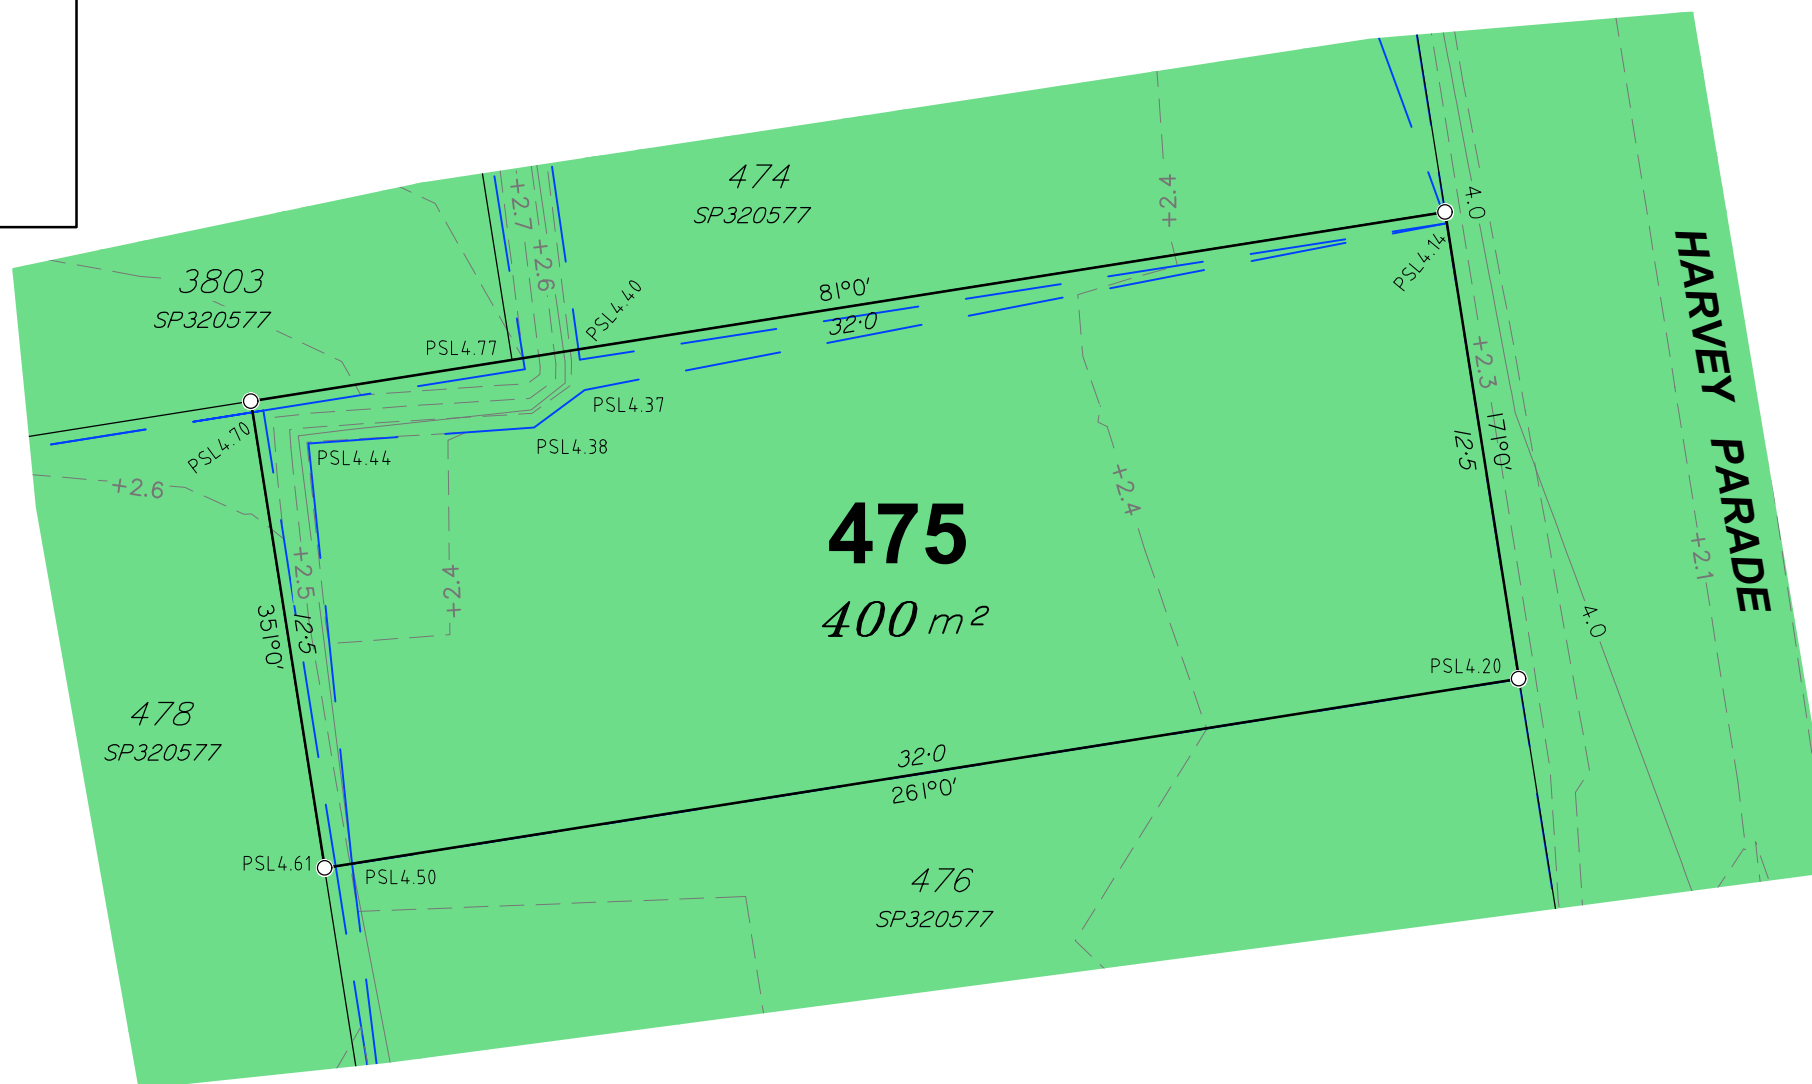 474
SP320577
+2.7
+2.6
+2.4
4.0
3803
SP320577
PSL4.40
81°0'
32·0
PSL4.14
PSL4.77
HARVEY PARADE
PSL4.70
PSL4.37
PSL4.38
PSL4.44
+2.3
171°0'
12·5
+2.6
+2.4
475
400 m²
+2.5
+2.4
+2.1
351°0'
12·5
4.0
PSL4.20
478
SP320577
32·0
261°0'
PSL4.61
PSL4.50
476
SP320577